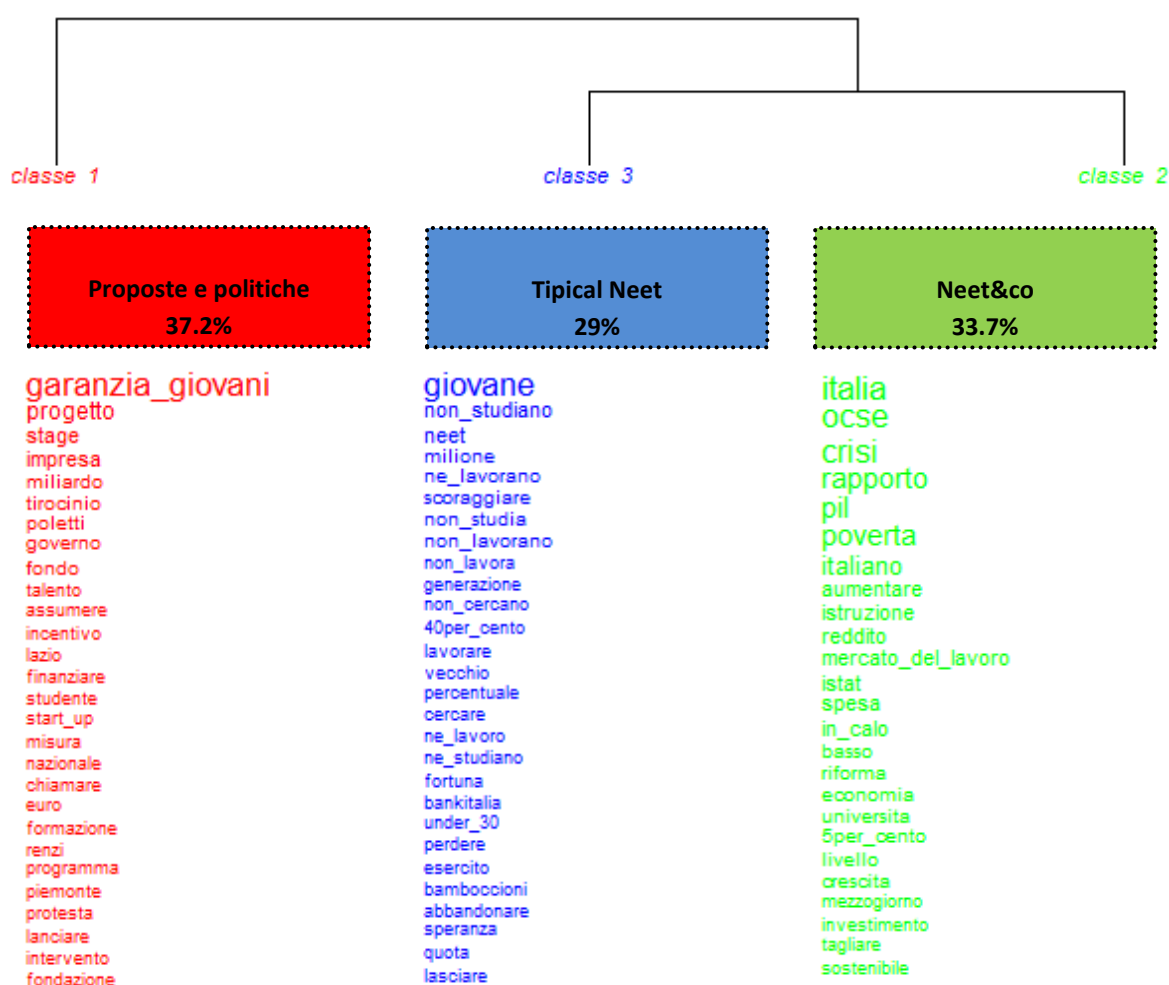 classe 1
classe 3
classe 2
Proposte e politiche
37.2%
Tipical Neet
29%
Neet&co
33.7%
garanzia_giovani
progetto
stage
impresa
miliardo
tirocinio
poletti
governo
fondo
talento
assumere
incentivo
lazio
finanziare
studente
start_up
misura
nazionale
chiamare
euro
formazione
renzi
programma
piemonte
protesta
lanciare
intervento
fondazione
giovane
non_studiano
neet
milione
ne_lavorano
scoraggiare
non_studia
non_lavorano
non_lavora
generazione
non_cercano
40per_cento
lavorare
vecchio
percentuale
cercare
ne_lavoro
ne_studiano
fortuna
bankitalia
under_30
perdere
esercito
bamboccioni
abbandonare
speranza
quota
lasciare
italia
ocse
crisi
rapporto
pil
poverta
italiano
aumentare
istruzione
reddito
mercato_del_lavoro
istat
spesa
in_calo
basso
riforma
economia
universita
5per_cento
livello
crescita
mezzogiorno
investimento
tagliare
sostenibile